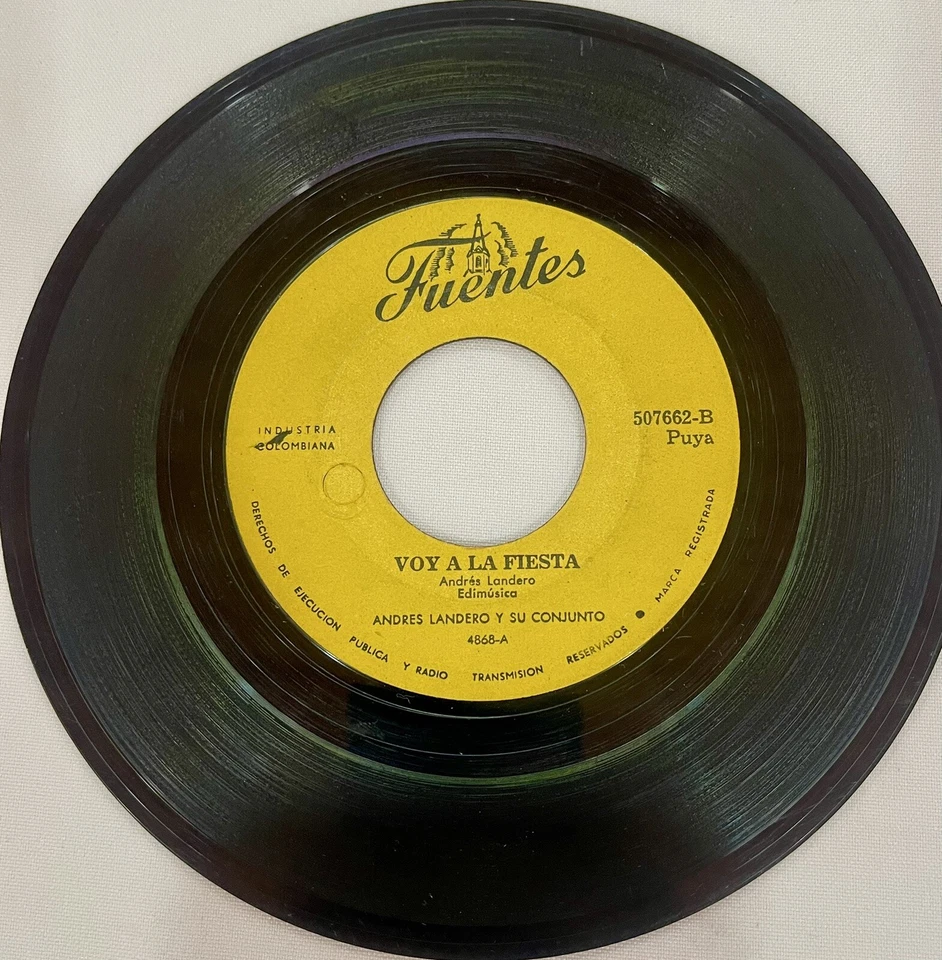 Fuentes
INDUSTRIA
COLOMBIANA
507662-B
Puya
VOY A LA FIESTA
Andrés Landero
Edimúsica
ANDRES LANDERO Y SU CONJUNTO
4868-A
DERECHOS DE EJECUCION PUBLICA Y RADIO TRANSMISION RESERVADOS ● MARCA REGISTRADA